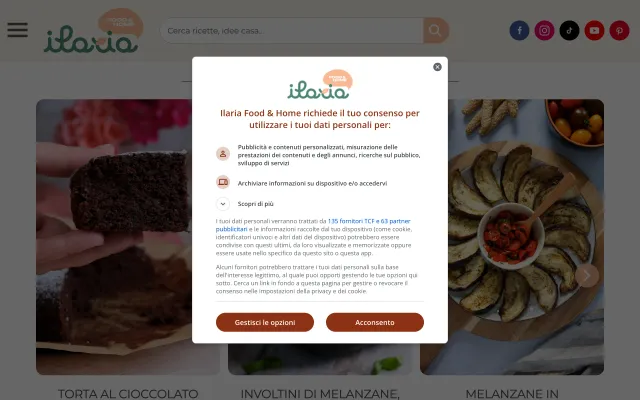 ilaria
Cerca ricette, idee casa...
ilaria
Ilaria Food & Home richiede il tuo consenso per
utilizzare i tuoi dati personali per:
Pubblicità e contenuti personalizzati, misurazione delle
prestazioni dei contenuti e degli annunci, ricerche sul pubblico,
sviluppo di servizi
Archiviare informazioni su dispositivo e/o accedervi
Scopri di più
I tuoi dati personali verranno trattati da 135 fornitori TCF e 63 partner
pubblicitari e le informazioni raccolte dal tuo dispositivo (come cookie,
identificatori univoci e altri dati del dispositivo) potrebbero essere
condivise con questi ultimi, da loro visualizzate e memorizzate oppure
essere usate nello specifico da questo sito o questa app.
Alcuni fornitori potrebbero trattare i tuoi dati personali sulla base
dell'interesse legittimo, al quale puoi opporti gestendo le tue opzioni qui
sotto. Cerca un link in fondo a questa pagina per gestire o revocare il
consenso nelle impostazioni della privacy e dei cookie.
Gestisci le opzioni
Acconsento
TORTA AL CIOCCOLATO
INVOLTINI DI MELANZANE,
MELANZANE IN